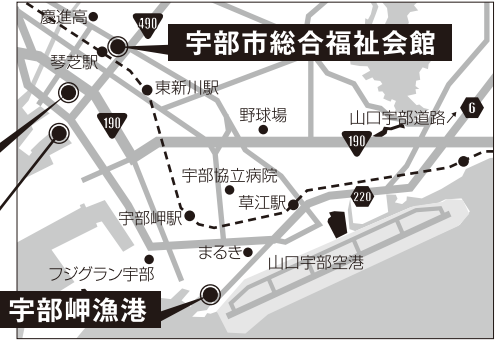 慶進高
490
宇部市総合福祉会館
琴芝駅
東新川駅
6
野球場
山口宇部道路↗
190
190
宇部協立病院
220
草江駅
宇部岬駅
まるき
山口宇部空港
フジグラン宇部
宇部岬漁港